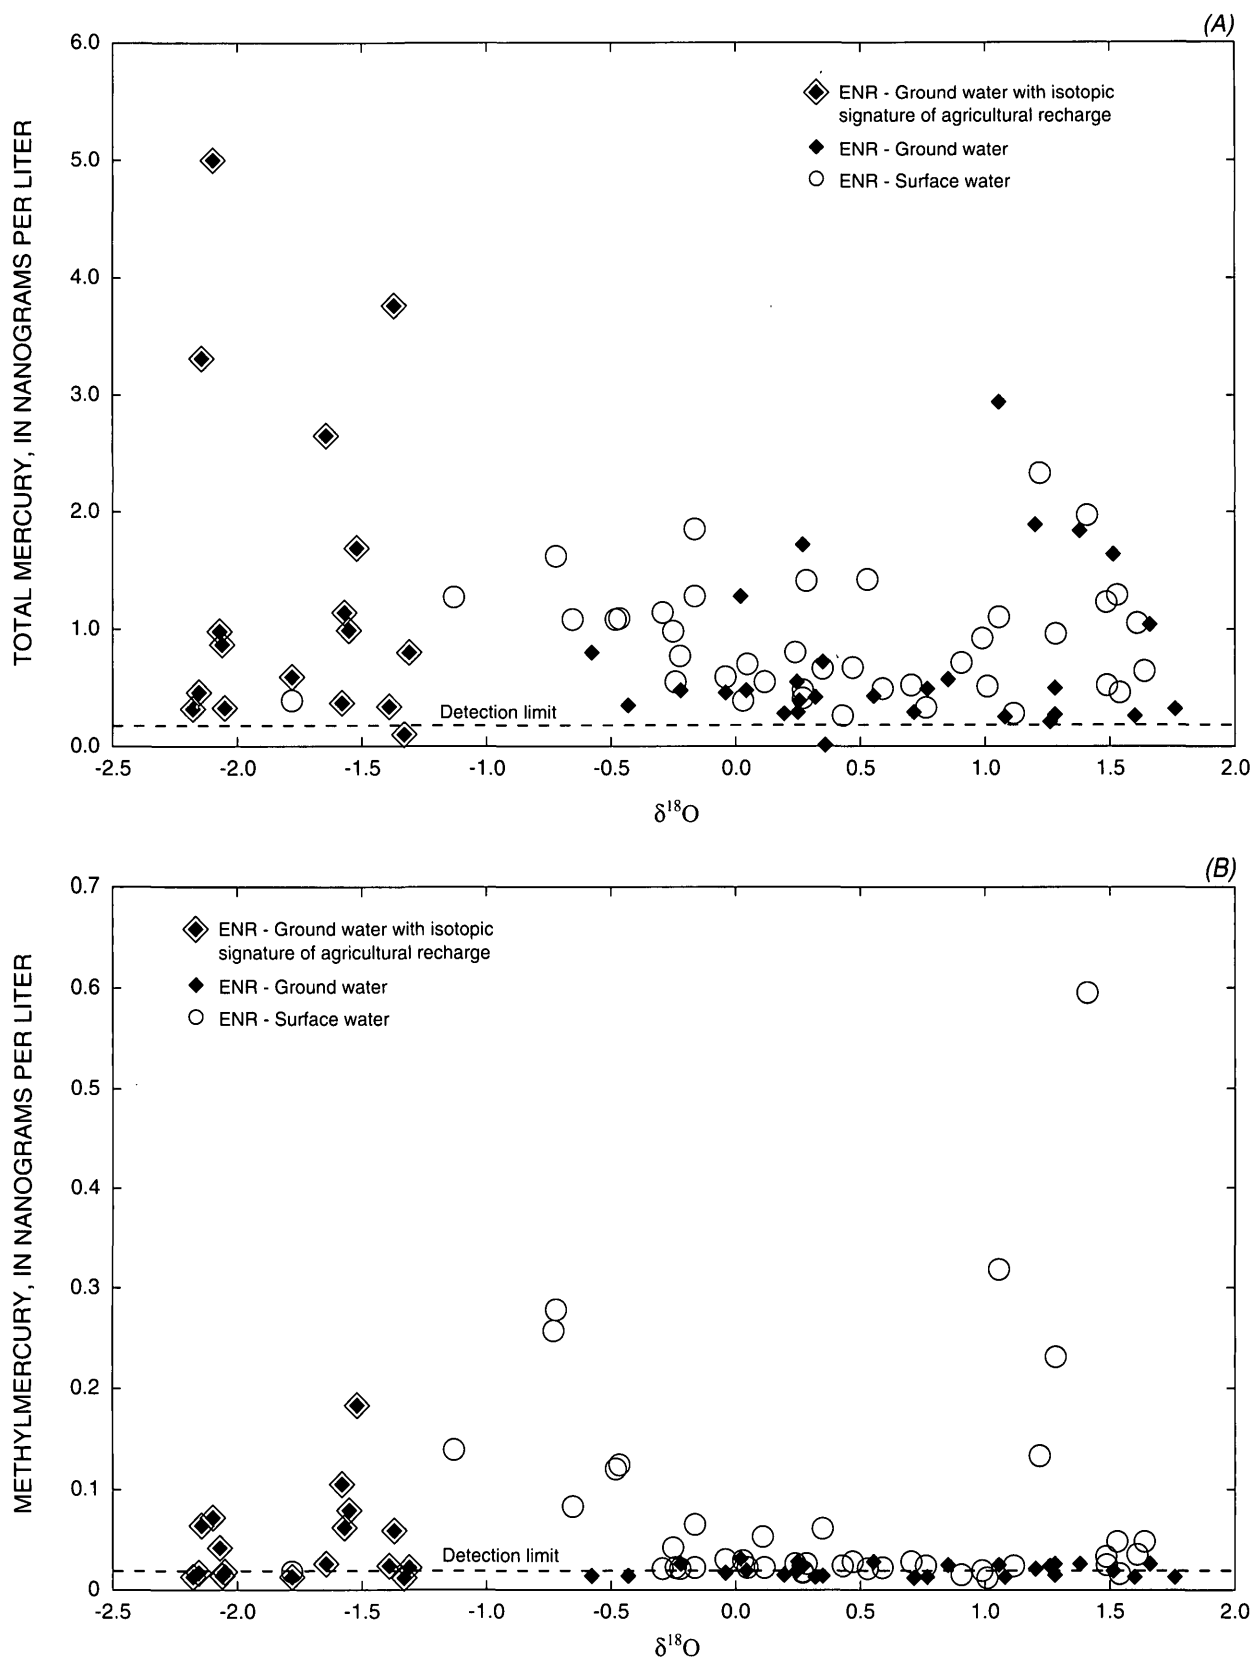 (A)
TOTAL MERCURY, IN NANOGRAMS PER LITER
6.0
5.0
4.0
3.0
2.0
1.0
0.0
ENR - Ground water with isotopic
signature of agricultural recharge
ENR - Ground water
ENR - Surface water
Detection limit
-2.5 -2.0 -1.5 -1.0 -0.5 0.0 0.5 1.0 1.5 2.0
δ¹⁸O
(B)
METHYLMERCURY, IN NANOGRAMS PER LITER
0.7
0.6
0.5
0.4
0.3
0.2
0.1
0
ENR - Ground water with isotopic
signature of agricultural recharge
ENR - Ground water
ENR - Surface water
Detection limit
-2.5 -2.0 -1.5 -1.0 -0.5 0.0 0.5 1.0 1.5 2.0
δ¹⁸O